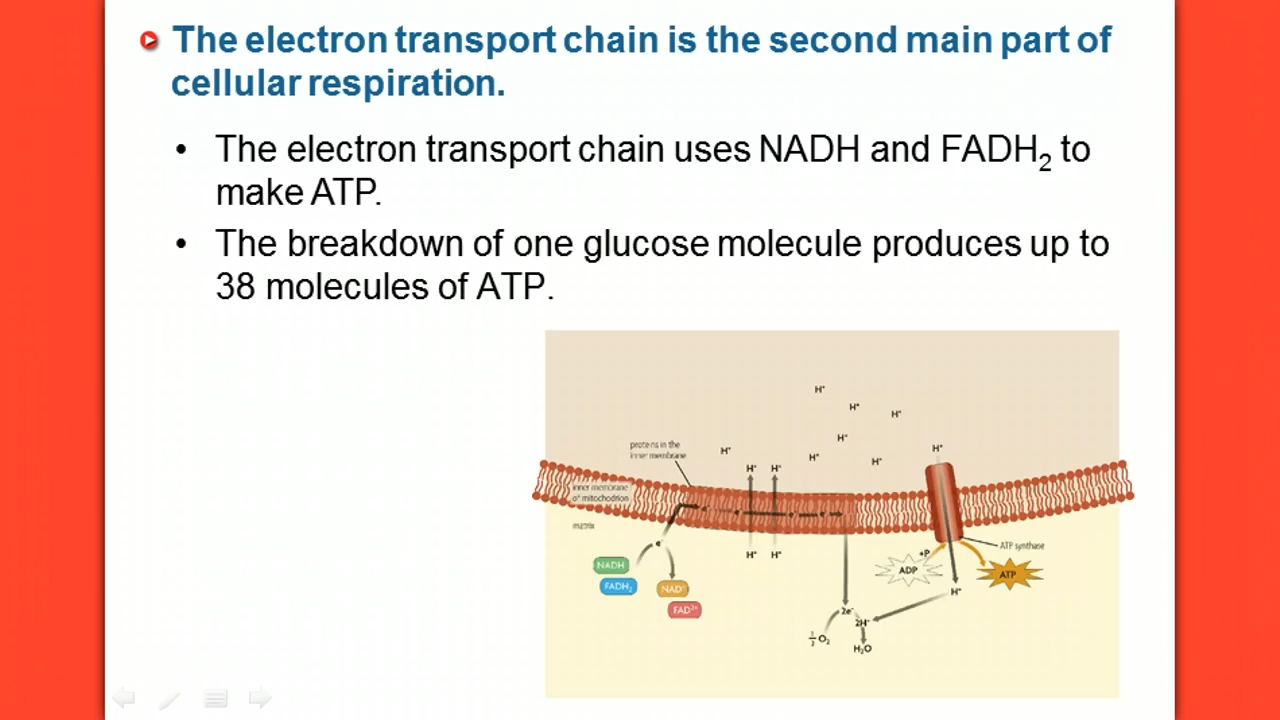 The electron transport chain is the second main part of
cellular respiration.
• The electron transport chain uses NADH and FADH₂ to
make ATP.
• The breakdown of one glucose molecule produces up to
38 molecules of ATP.
H⁺
H⁺
H⁺
H⁺
proteins in the
inner membrane
H⁺
H⁺
H⁺
H⁺
H⁺ H⁺
inner membrane
of mitochodrion
e⁻ e⁻ e⁻ e⁻
matrix
e⁻
H⁺ H⁺
ATP synthase
+P
NADH
FADH₂
NAD⁺
FAD²⁺
ADP
ATP
H⁺
2e⁻
2H⁺
½ O₂
H₂O